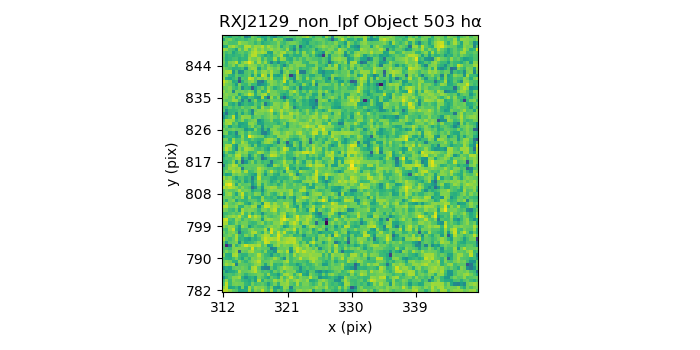 RXJ2129_non_lpf Object 503 hα
y (pix)
844
835
826
817
808
799
790
782
312 321 330 339
x (pix)